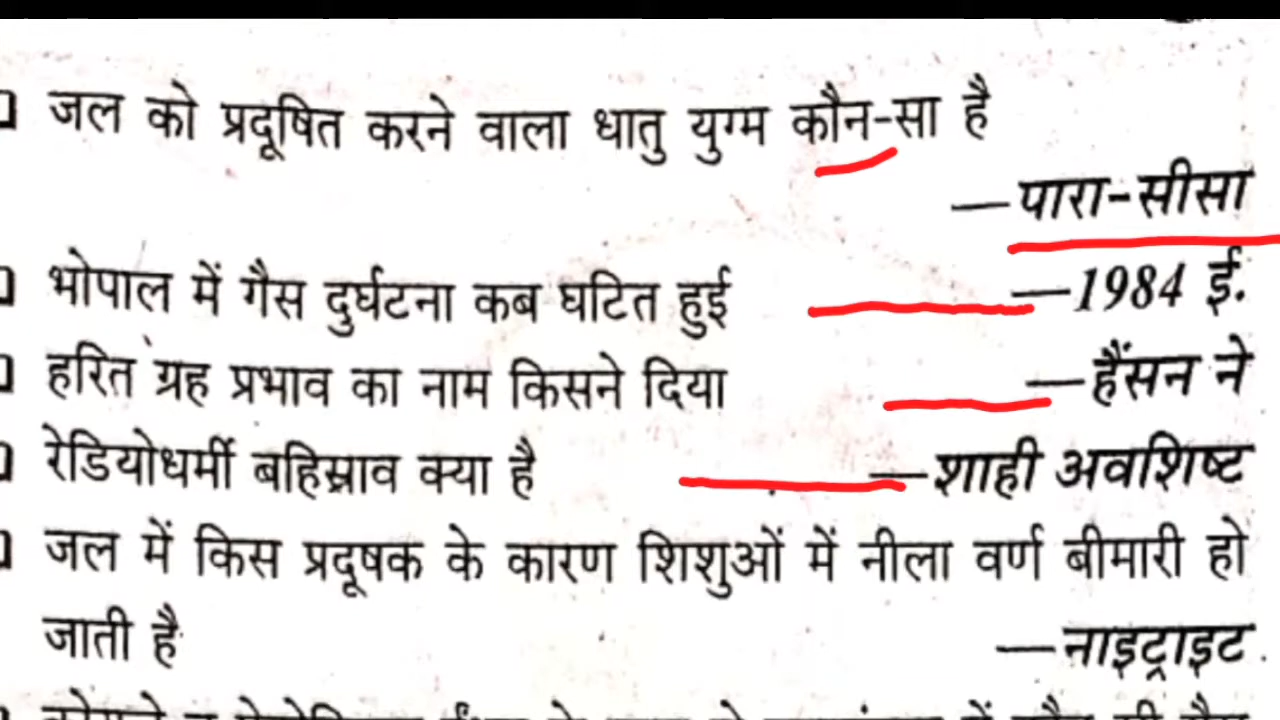 जल को प्रदूषित करने वाला धातु युग्म कौन-सा है
—पारा-सीसा
भोपाल में गैस दुर्घटना कब घटित हुई —1984 ई.
हरित ग्रह प्रभाव का नाम किसने दिया —हैंसन ने
रेडियोधर्मी बहिस्राव क्या है —शाही अवशिष्ट
जल में किस प्रदूषक के कारण शिशुओं में नीला वर्ण बीमारी हो
जाती है —नाइट्राइट